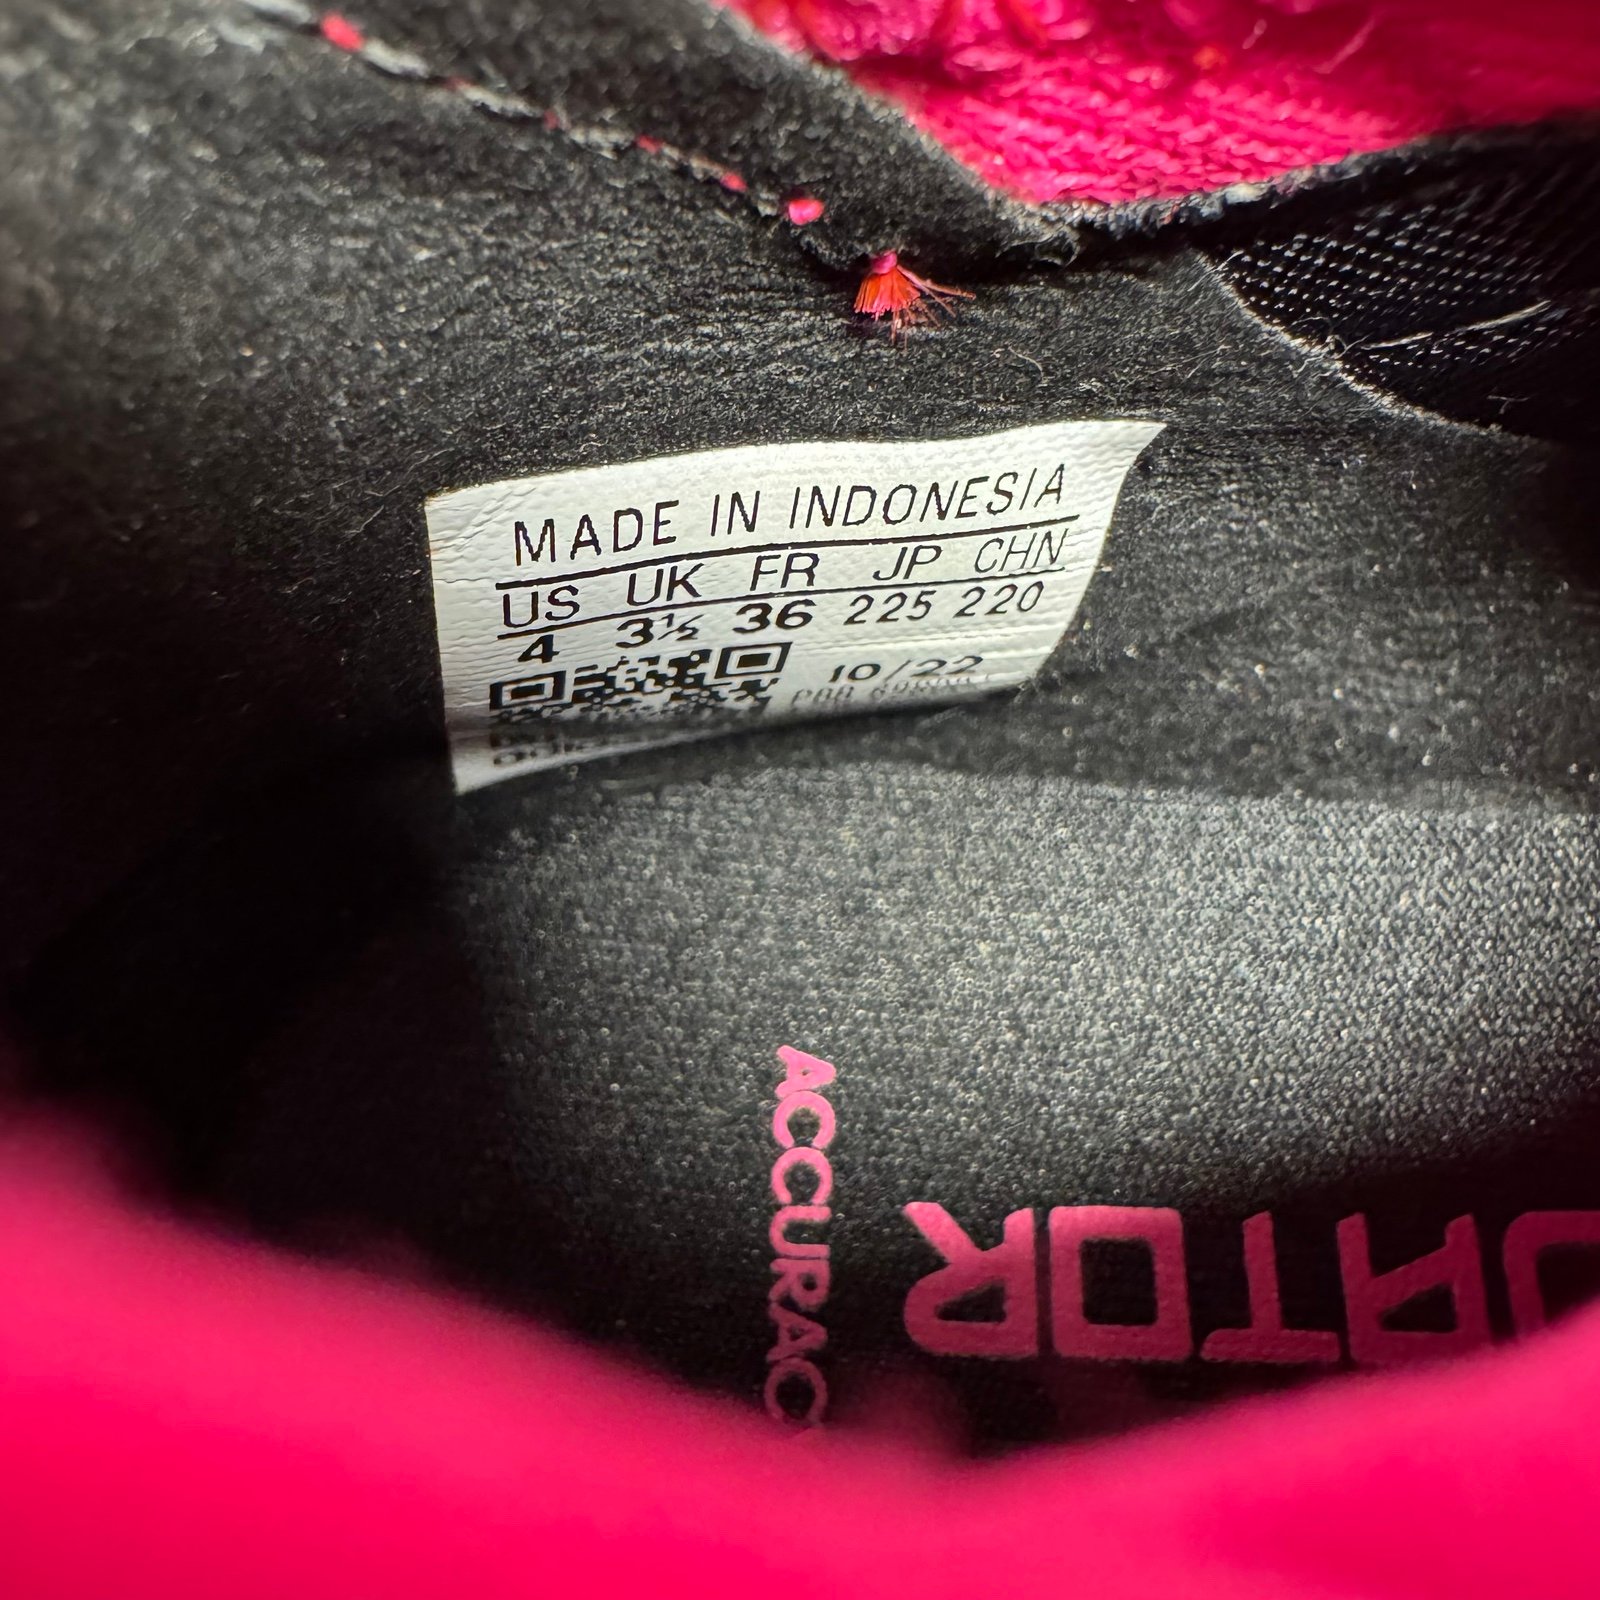 MADE IN INDONESIA
US UK FR JP CHN
4 3½ 36 225 220
10/22
ACCURAC
ATOR